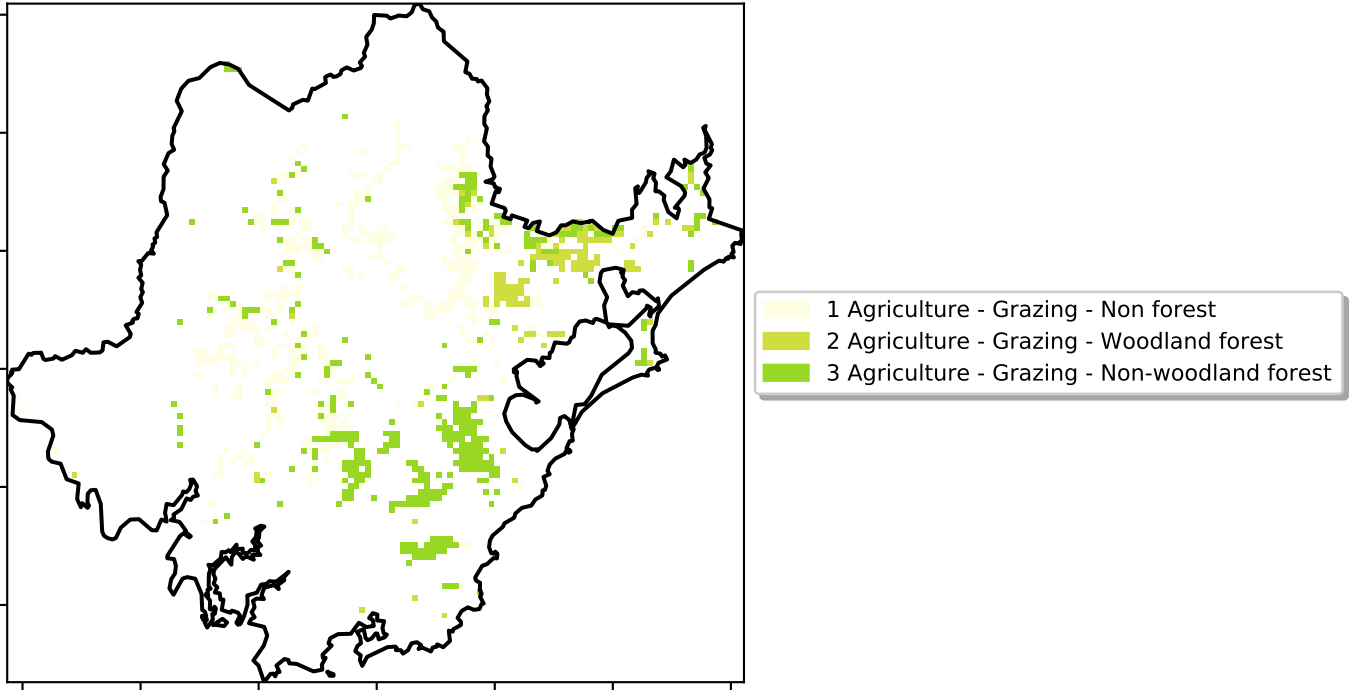 1 Agriculture - Grazing - Non forest
2 Agriculture - Grazing - Woodland forest
3 Agriculture - Grazing - Non-woodland forest